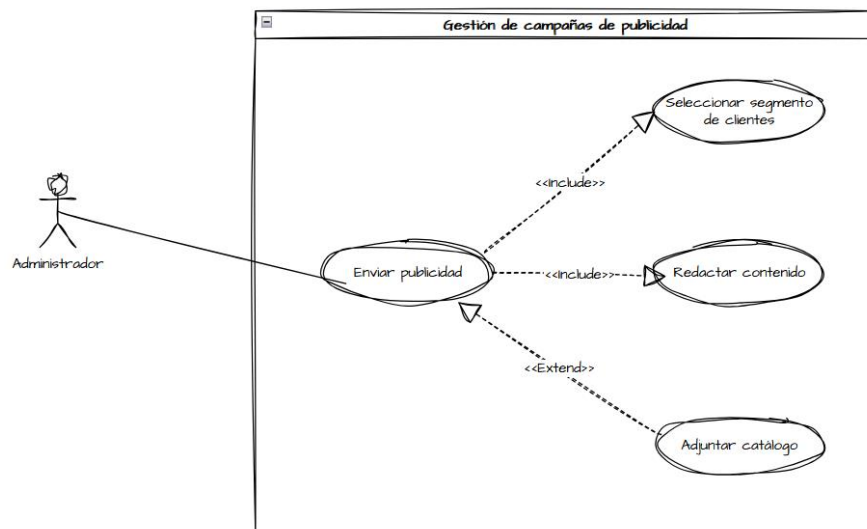 Gestión de campañas de publicidad
Seleccionar segmento
de clientes
<<Include>>
Administrador
Enviar publicidad
<<Include>>
Redactar contenido
<<Extend>>
Adjuntar catálogo